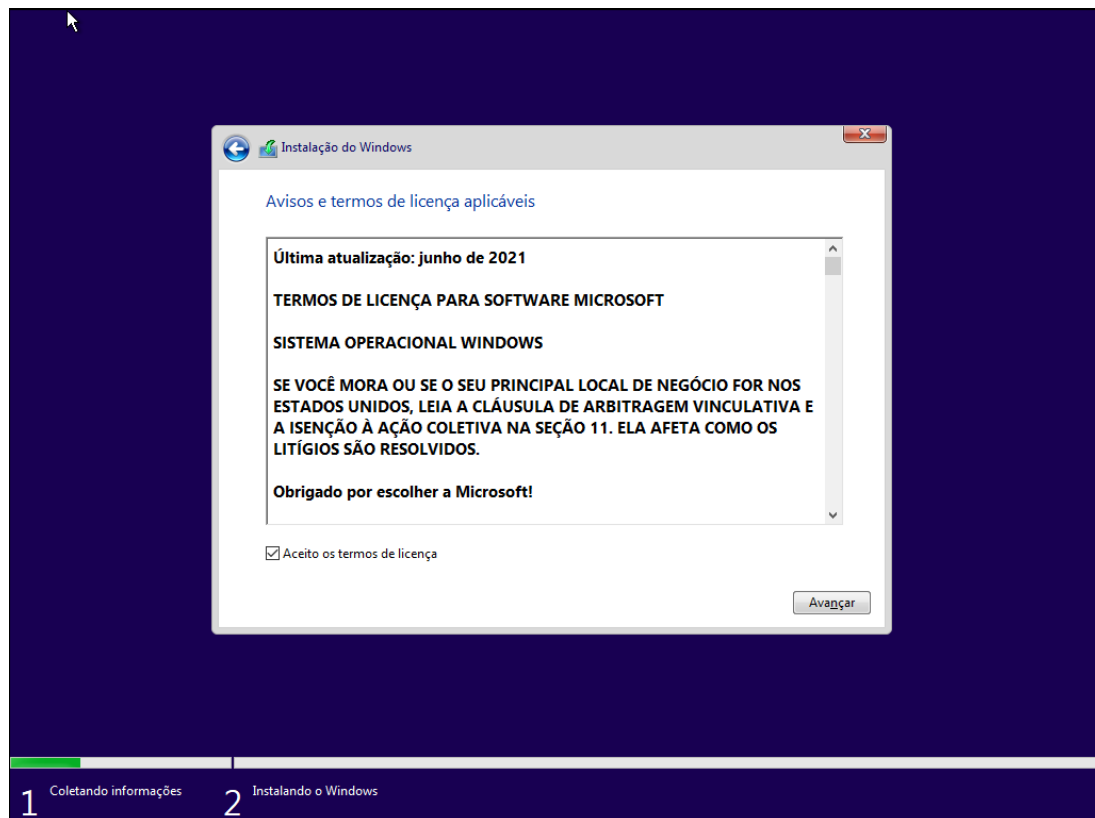 Instalação do Windows
Avisos e termos de licença aplicáveis
Última atualização: junho de 2021
TERMOS DE LICENÇA PARA SOFTWARE MICROSOFT
SISTEMA OPERACIONAL WINDOWS
SE VOCÊ MORA OU SE O SEU PRINCIPAL LOCAL DE NEGÓCIO FOR NOS
ESTADOS UNIDOS, LEIA A CLÁUSULA DE ARBITRAGEM VINCULATIVA E
A ISENÇÃO À AÇÃO COLETIVA NA SEÇÃO 11. ELA AFETA COMO OS
LITÍGIOS SÃO RESOLVIDOS.
Obrigado por escolher a Microsoft!
Aceito os termos de licença
Avançar
1 Coletando informações
2 Instalando o Windows